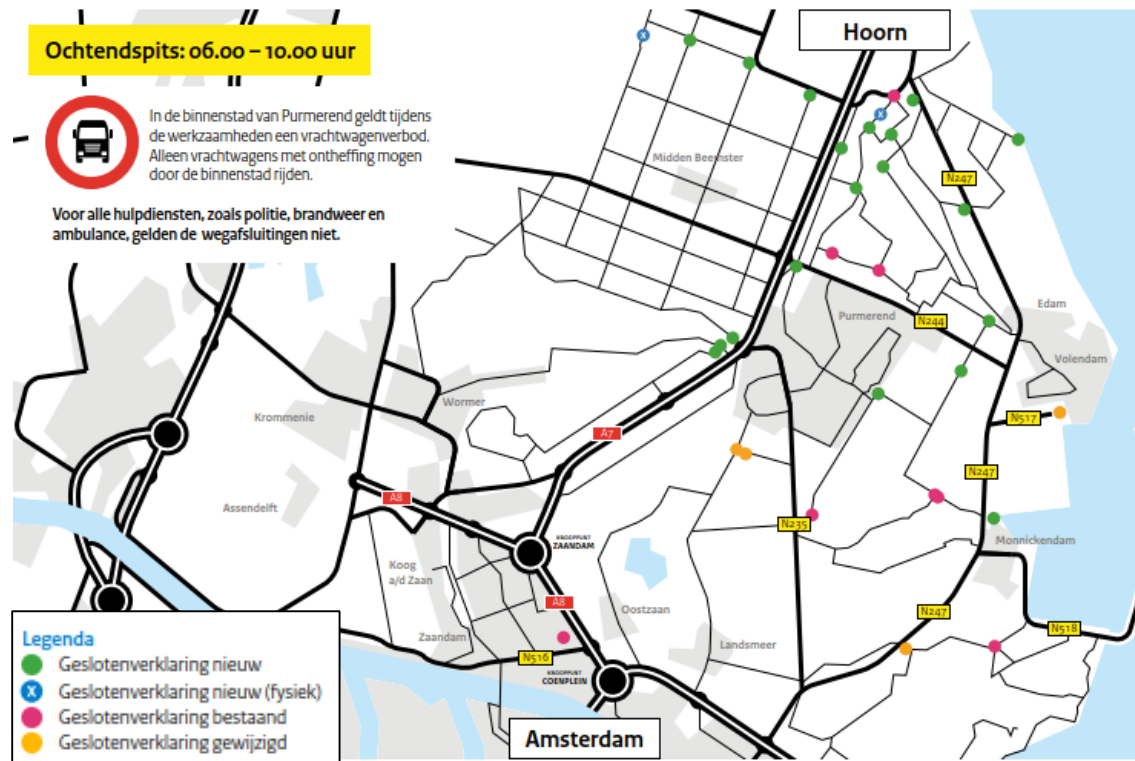 Ochtendspits: 06.00 – 10.00 uur
In de binnenstad van Purmerend geldt tijdens
de werkzaamheden een vrachtwagenverbod.
Alleen vrachtwagens met ontheffing mogen
door de binnenstad rijden.
Voor alle hulpdiensten, zoals politie, brandweer en
ambulance, gelden de wegafsluitingen niet.
Hoorn
X
X
Midden Beemster
N247
Edam
Purmerend
N244
Volendam
Wormer
Krommenie
N517
A7
N247
A8
Assendelft
N235
KNOOPPUNT
ZAANDAM
Monnickendam
Koog
a/d Zaan
A8
Oostzaan
N247
N518
Zaandam
Landsmeer
N516
KNOOPPUNT
COENPLEIN
Amsterdam
Legenda
Geslotenverklaring nieuw
X Geslotenverklaring nieuw (fysiek)
Geslotenverklaring bestaand
Geslotenverklaring gewijzigd